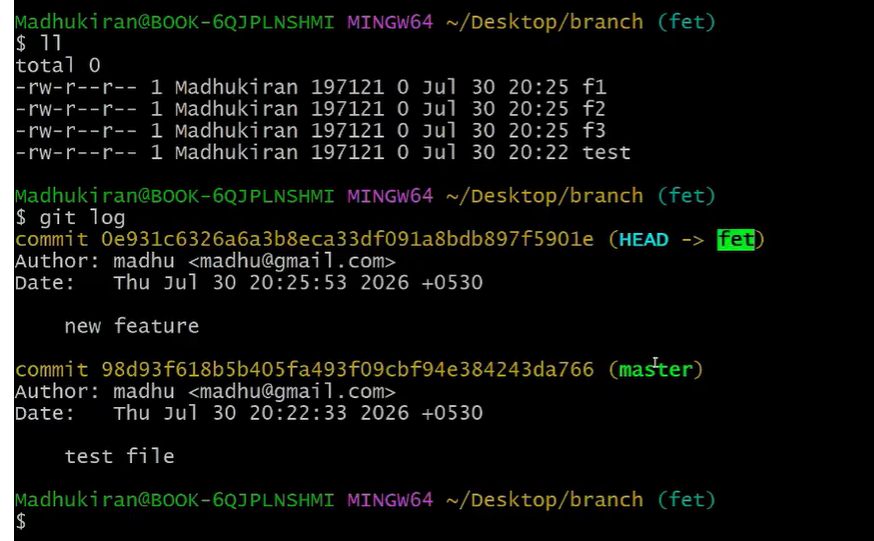 Madhukiran@BOOK-6QJPLNSHMI MINGW64 ~/Desktop/branch (fet)
$ ll
total 0
-rw-r--r-- 1 Madhukiran 197121 0 Jul 30 20:25 f1
-rw-r--r-- 1 Madhukiran 197121 0 Jul 30 20:25 f2
-rw-r--r-- 1 Madhukiran 197121 0 Jul 30 20:25 f3
-rw-r--r-- 1 Madhukiran 197121 0 Jul 30 20:22 test
Madhukiran@BOOK-6QJPLNSHMI MINGW64 ~/Desktop/branch (fet)
$ git log
commit 0e931c6326a6a3b8eca33df091a8bdb897f5901e (HEAD -> fet)
Author: madhu <madhu@gmail.com>
Date:   Thu Jul 30 20:25:53 2026 +0530
    new feature
commit 98d93f618b5b405fa493f09cbf94e384243da766 (master)
Author: madhu <madhu@gmail.com>
Date:   Thu Jul 30 20:22:33 2026 +0530
    test file
Madhukiran@BOOK-6QJPLNSHMI MINGW64 ~/Desktop/branch (fet)
$